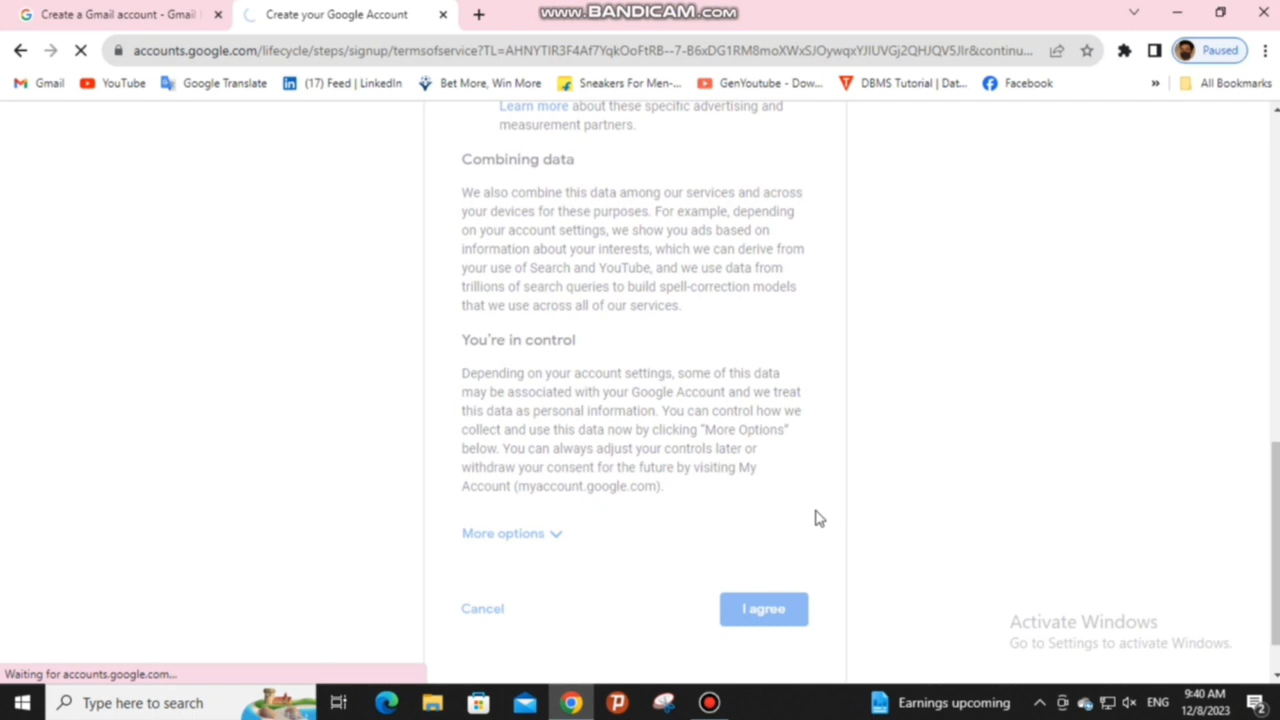 Create a Gmail account - Gmail
Create your Google Account
www.BANDICAM.com
accounts.google.com/lifecycle/steps/signup/termsofservice?TL=AHNYTIR3F4Af7YqkOoFtRB--7-B6xDG1RM8moXWxSJOywqxYJIUVGj2QHJQV5JIr&continu...
Paused
Gmail
YouTube
Google Translate
(17) Feed | LinkedIn
Bet More, Win More
Sneakers For Men-...
GenYoutube - Dow...
DBMS Tutorial | Dat...
Facebook
»
All Bookmarks
Learn more about these specific advertising and
measurement partners.
Combining data
We also combine this data among our services and across
your devices for these purposes. For example, depending
on your account settings, we show you ads based on
information about your interests, which we can derive from
your use of Search and YouTube, and we use data from
trillions of search queries to build spell-correction models
that we use across all of our services.
You're in control
Depending on your account settings, some of this data
may be associated with your Google Account and we treat
this data as personal information. You can control how we
collect and use this data now by clicking “More Options”
below. You can always adjust your controls later or
withdraw your consent for the future by visiting My
Account (myaccount.google.com).
More options
Cancel
I agree
Activate Windows
Go to Settings to activate Windows.
Waiting for accounts.google.com...
Type here to search
Earnings upcoming
ENG
9:40 AM
12/8/2023
2